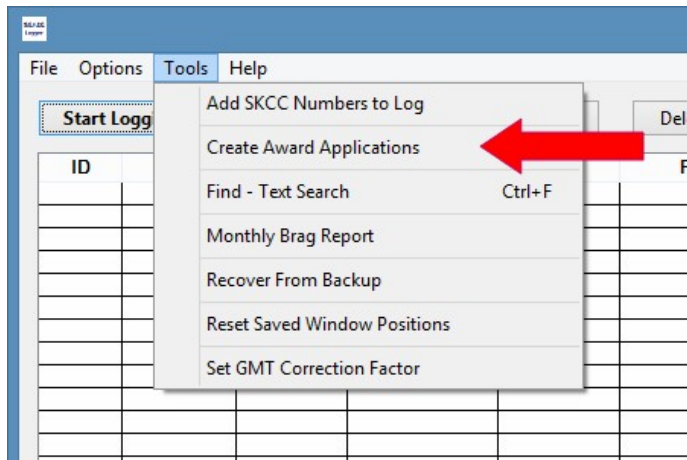 File Options Tools Help
Start Logg
Del
ID
F
Add SKCC Numbers to Log
Create Award Applications
Find - Text Search Ctrl+F
Monthly Brag Report
Recover From Backup
Reset Saved Window Positions
Set GMT Correction Factor